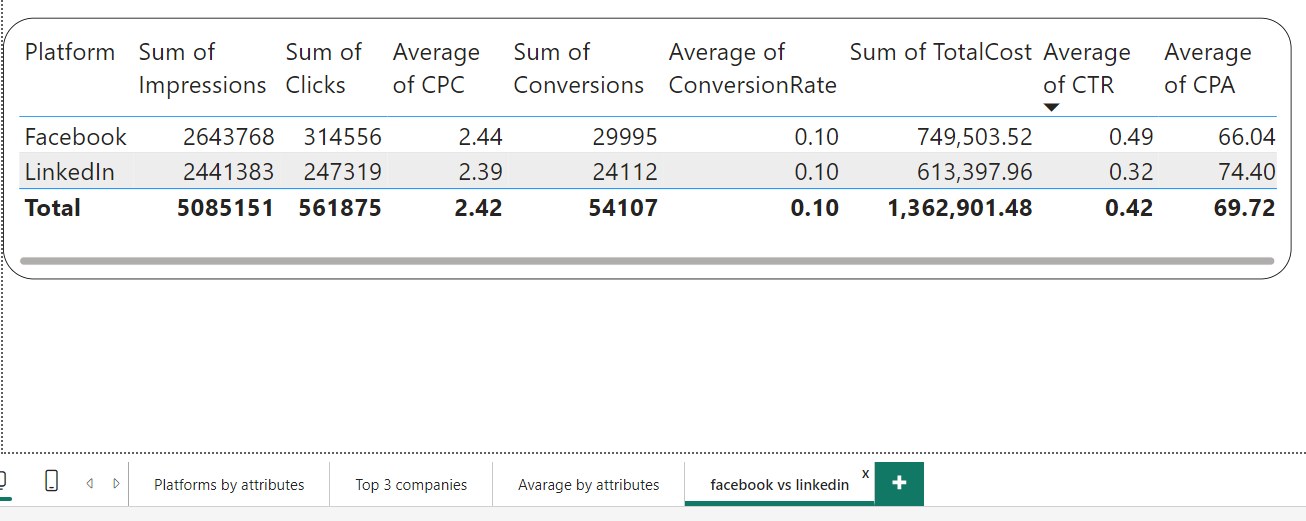 Platform Sum of Impressions Sum of Clicks Average of CPC Sum of Conversions Average of ConversionRate Sum of TotalCost Average of CTR Average of CPA
Facebook 2643768 314556 2.44 29995 0.10 749,503.52 0.49 66.04
LinkedIn 2441383 247319 2.39 24112 0.10 613,397.96 0.32 74.40
Total 5085151 561875 2.42 54107 0.10 1,362,901.48 0.42 69.72
Platforms by attributes Top 3 companies Avarage by attributes facebook vs linkedin x +